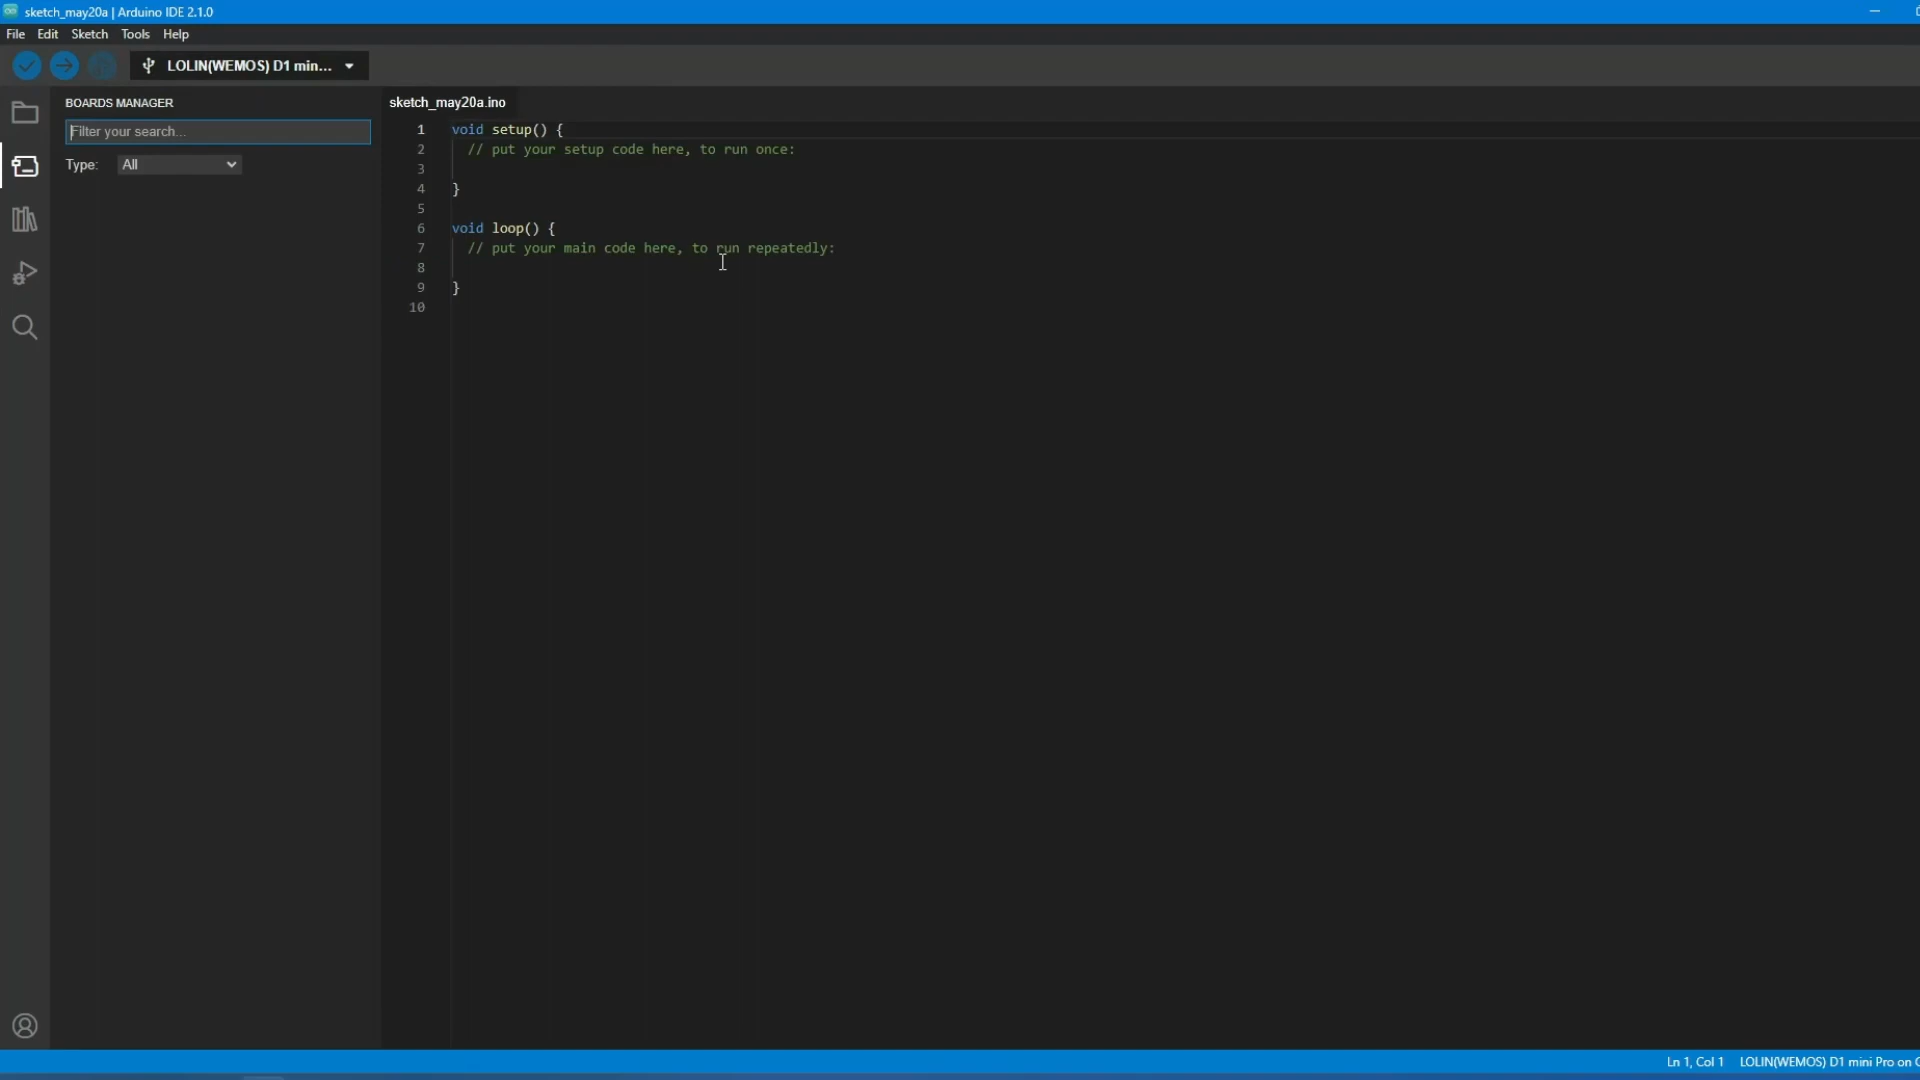 sketch_may20a | Arduino IDE 2.1.0
File Edit Sketch Tools Help
LOLIN(WEMOS) D1 min...
BOARDS MANAGER
Filter your search...
Type: All
sketch_may20a.ino
1 void setup() {
2 // put your setup code here, to run once:
3
4 }
5
6 void loop() {
7 // put your main code here, to run repeatedly:
8
9 }
10
Ln 1, Col 1 LOLIN(WEMOS) D1 mini Pro on